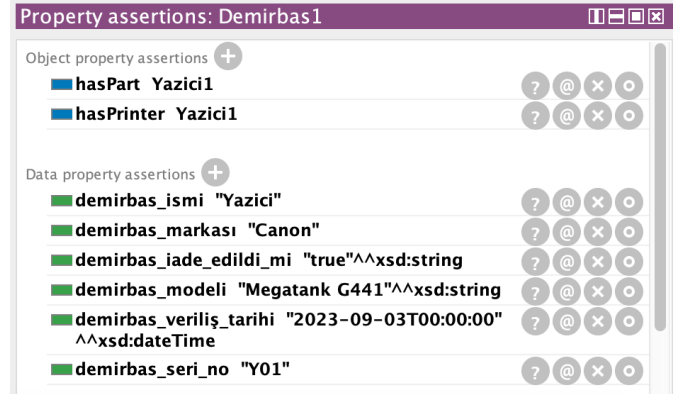 Property assertions: Demirbas1
Object property assertions
hasPart Yazici1
hasPrinter Yazici1
Data property assertions
demirbas_ismi "Yazici"
demirbas_markası "Canon"
demirbas_iade_edildi_mi "true"^^xsd:string
demirbas_modeli "Megatank G441"^^xsd:string
demirbas_veriliş_tarihi "2023-09-03T00:00:00"
^^xsd:dateTime
demirbas_seri_no "Y01"